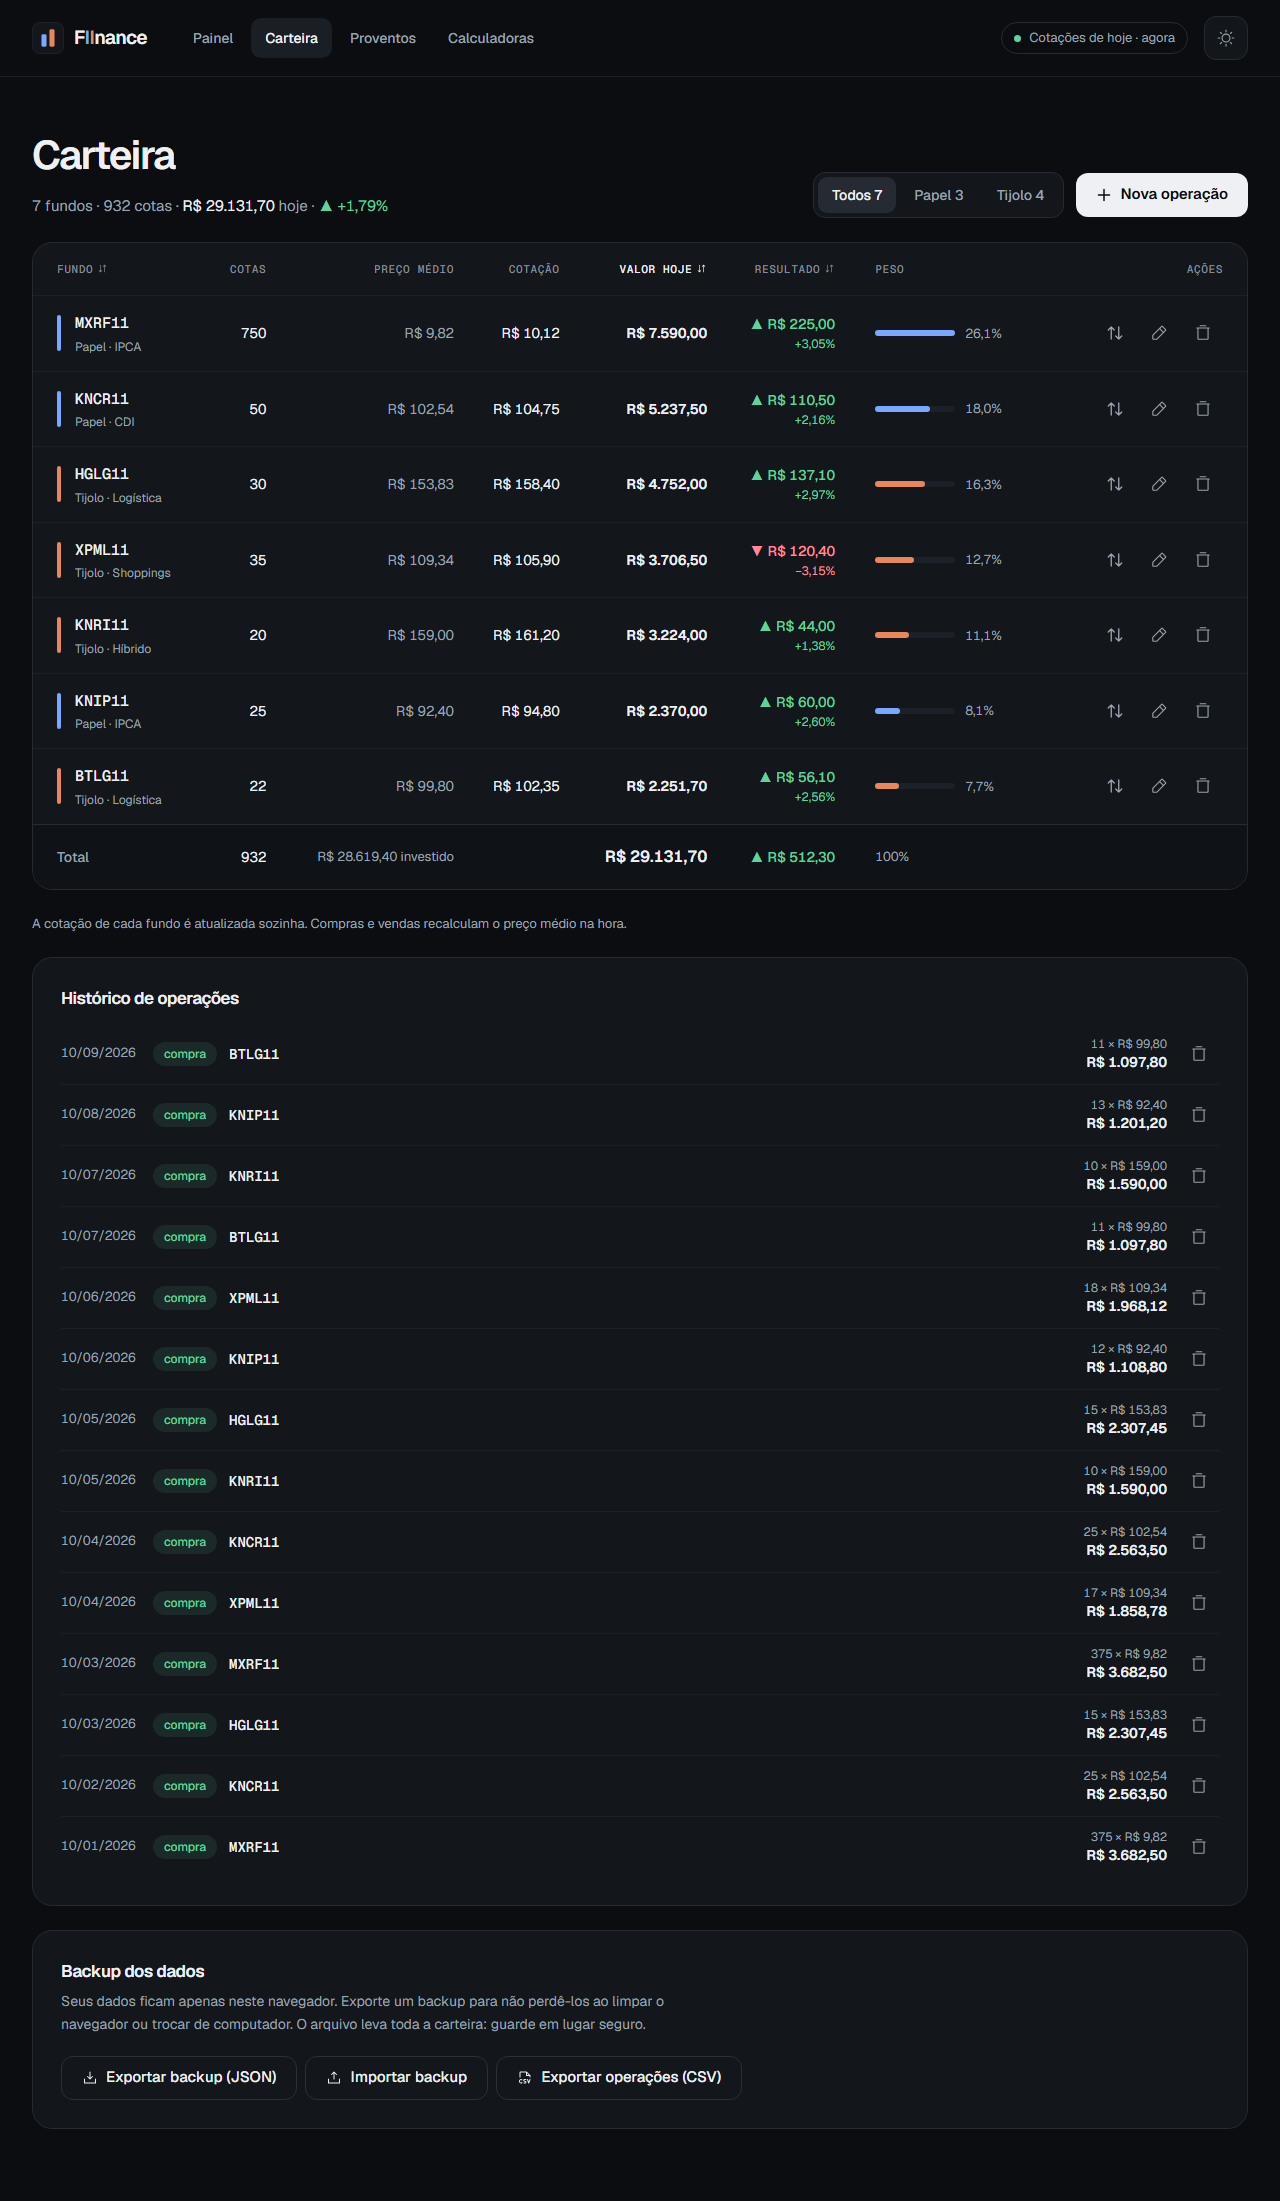 FIInance
Painel
Carteira
Proventos
Calculadoras
Cotações de hoje · agora
Carteira
7 fundos · 932 cotas · R$ 29.131,70 hoje · ▲ +1,79%
Todos 7
Papel 3
Tijolo 4
Nova operação
FUNDO COTAS PREÇO MÉDIO COTAÇÃO VALOR HOJE RESULTADO PESO AÇÕES
MXRF11
Papel · IPCA
750 R$ 9,82 R$ 10,12 R$ 7.590,00 ▲ R$ 225,00
+3,05%
26,1%
KNCR11
Papel · CDI
50 R$ 102,54 R$ 104,75 R$ 5.237,50 ▲ R$ 110,50
+2,16%
18,0%
HGLG11
Tijolo · Logística
30 R$ 153,83 R$ 158,40 R$ 4.752,00 ▲ R$ 137,10
+2,97%
16,3%
XPML11
Tijolo · Shoppings
35 R$ 109,34 R$ 105,90 R$ 3.706,50 ▼ R$ 120,40
−3,15%
12,7%
KNRI11
Tijolo · Híbrido
20 R$ 159,00 R$ 161,20 R$ 3.224,00 ▲ R$ 44,00
+1,38%
11,1%
KNIP11
Papel · IPCA
25 R$ 92,40 R$ 94,80 R$ 2.370,00 ▲ R$ 60,00
+2,60%
8,1%
BTLG11
Tijolo · Logística
22 R$ 99,80 R$ 102,35 R$ 2.251,70 ▲ R$ 56,10
+2,56%
7,7%
Total 932 R$ 28.619,40 investido R$ 29.131,70 ▲ R$ 512,30 100%
A cotação de cada fundo é atualizada sozinha. Compras e vendas recalculam o preço médio na hora.
Histórico de operações
10/09/2026 compra BTLG11 11 × R$ 99,80
R$ 1.097,80
10/08/2026 compra KNIP11 13 × R$ 92,40
R$ 1.201,20
10/07/2026 compra KNRI11 10 × R$ 159,00
R$ 1.590,00
10/07/2026 compra BTLG11 11 × R$ 99,80
R$ 1.097,80
10/06/2026 compra XPML11 18 × R$ 109,34
R$ 1.968,12
10/06/2026 compra KNIP11 12 × R$ 92,40
R$ 1.108,80
10/05/2026 compra HGLG11 15 × R$ 153,83
R$ 2.307,45
10/05/2026 compra KNRI11 10 × R$ 159,00
R$ 1.590,00
10/04/2026 compra KNCR11 25 × R$ 102,54
R$ 2.563,50
10/04/2026 compra XPML11 17 × R$ 109,34
R$ 1.858,78
10/03/2026 compra MXRF11 375 × R$ 9,82
R$ 3.682,50
10/03/2026 compra HGLG11 15 × R$ 153,83
R$ 2.307,45
10/02/2026 compra KNCR11 25 × R$ 102,54
R$ 2.563,50
10/01/2026 compra MXRF11 375 × R$ 9,82
R$ 3.682,50
Backup dos dados
Seus dados ficam apenas neste navegador. Exporte um backup para não perdê-los ao limpar o
navegador ou trocar de computador. O arquivo leva toda a carteira: guarde em lugar seguro.
Exportar backup (JSON)
Importar backup
CSV
Exportar operações (CSV)